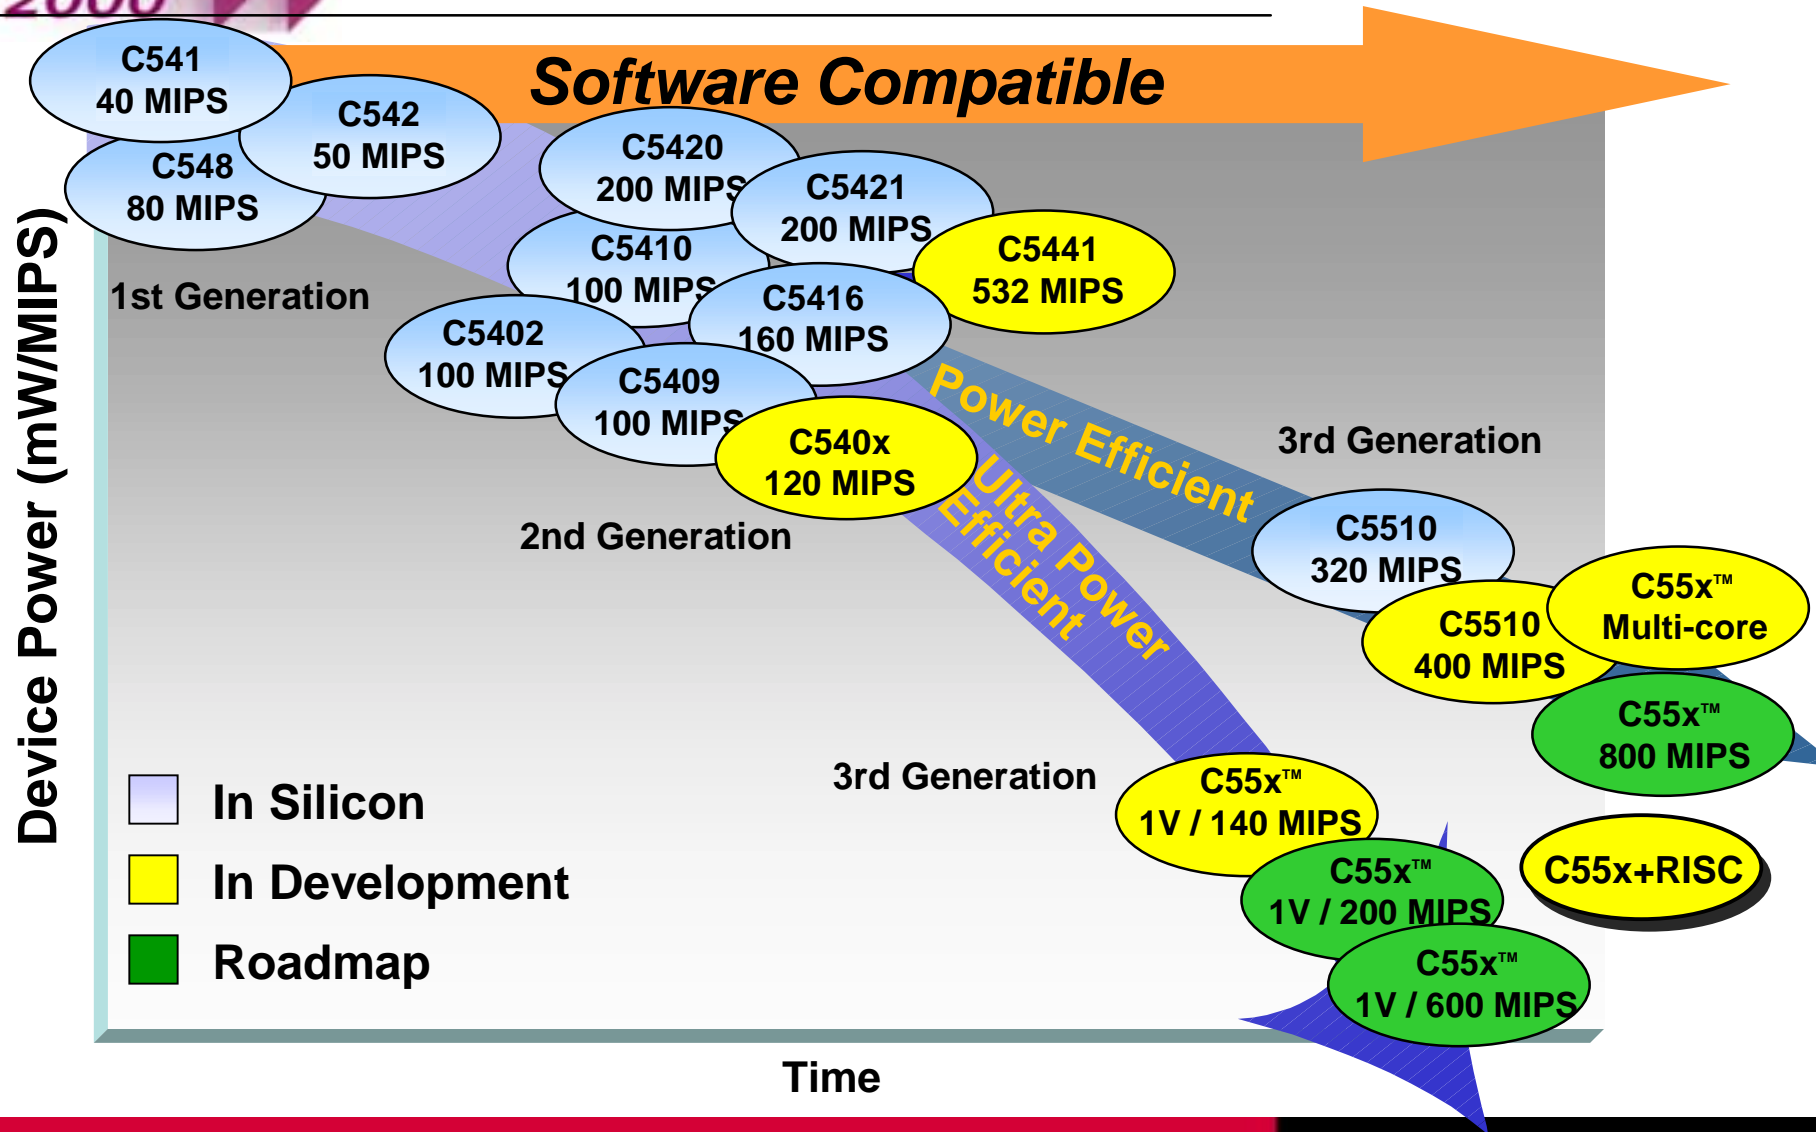 2000
Software Compatible
C541
40 MIPS
C542
50 MIPS
C548
80 MIPS
C5420
200 MIPS
C5421
200 MIPS
C5410
100 MIPS
C5441
532 MIPS
1st Generation
C5416
160 MIPS
C5402
100 MIPS
C5409
100 MIPS
C540x
120 MIPS
2nd Generation
Power Efficient
Ultra Power
Efficient
3rd Generation
C5510
320 MIPS
C5510
400 MIPS
C55x™
Multi-core
C55x™
800 MIPS
3rd Generation
C55x™
1V / 140 MIPS
C55x™
1V / 200 MIPS
C55x™
1V / 600 MIPS
C55x+RISC
Device Power (mW/MIPS)
In Silicon
In Development
Roadmap
Time